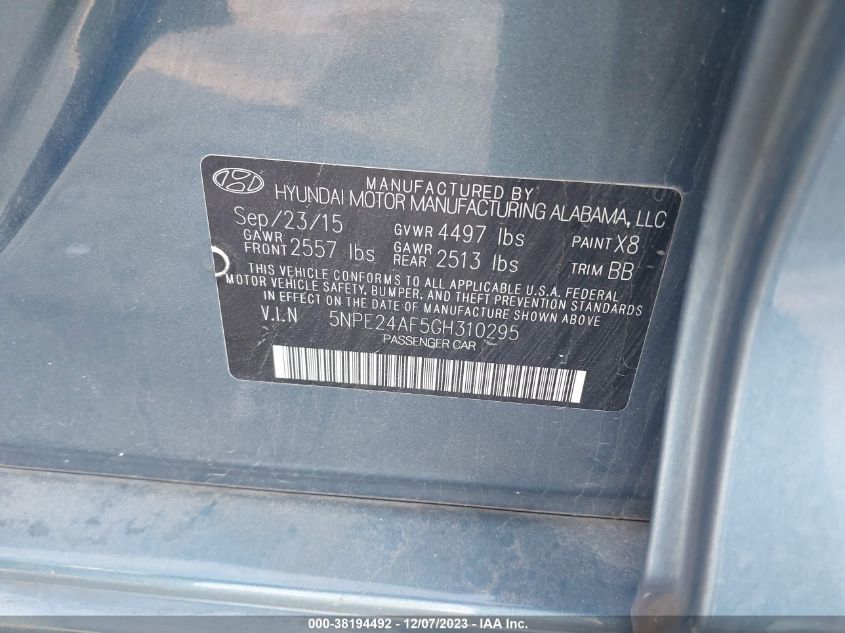 MANUFACTURED BY
HYUNDAI MOTOR MANUFACTURING ALABAMA, LLC
Sep/23/15 GVWR 4497 lbs PAINT X8
GAWR FRONT 2557 lbs GAWR REAR 2513 lbs TRIM BB
THIS VEHICLE CONFORMS TO ALL APPLICABLE U.S.A. FEDERAL
MOTOR VEHICLE SAFETY, BUMPER, AND THEFT PREVENTION STANDARDS
IN EFFECT ON THE DATE OF MANUFACTURE SHOWN ABOVE.
V.I.N 5NPE24AF5GH310295
PASSENGER CAR
000-38194492 - 12/07/2023 - IAA Inc.